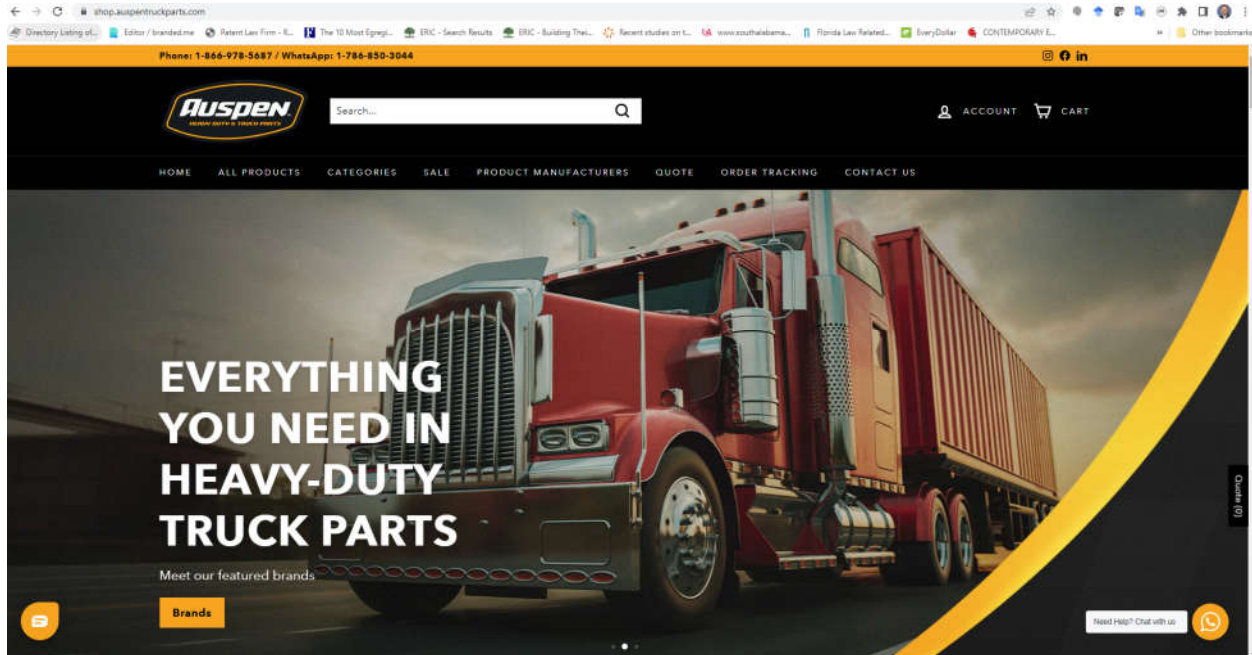 shop.auspentruckparts.com
Directory Listing of...
Editor / branded.me
Patent Law Firm - R...
The 10 Most Egregi...
ERIC - Search Results
ERIC - Building Thei...
Recent studies on t...
www.southalabama...
Florida Law Related...
EveryDollar
CONTEMPORARY E...
Other bookmarks
Phone: 1-866-978-5687 / WhatsApp: 1-786-850-3044
Auspen
HEAVY DUTY & TRUCK PARTS
Search...
ACCOUNT
CART
HOME
ALL PRODUCTS
CATEGORIES
SALE
PRODUCT MANUFACTURERS
QUOTE
ORDER TRACKING
CONTACT US
EVERYTHING
YOU NEED IN
HEAVY-DUTY
TRUCK PARTS
Meet our featured brands
Brands
Quote (0)
Need Help? Chat with us